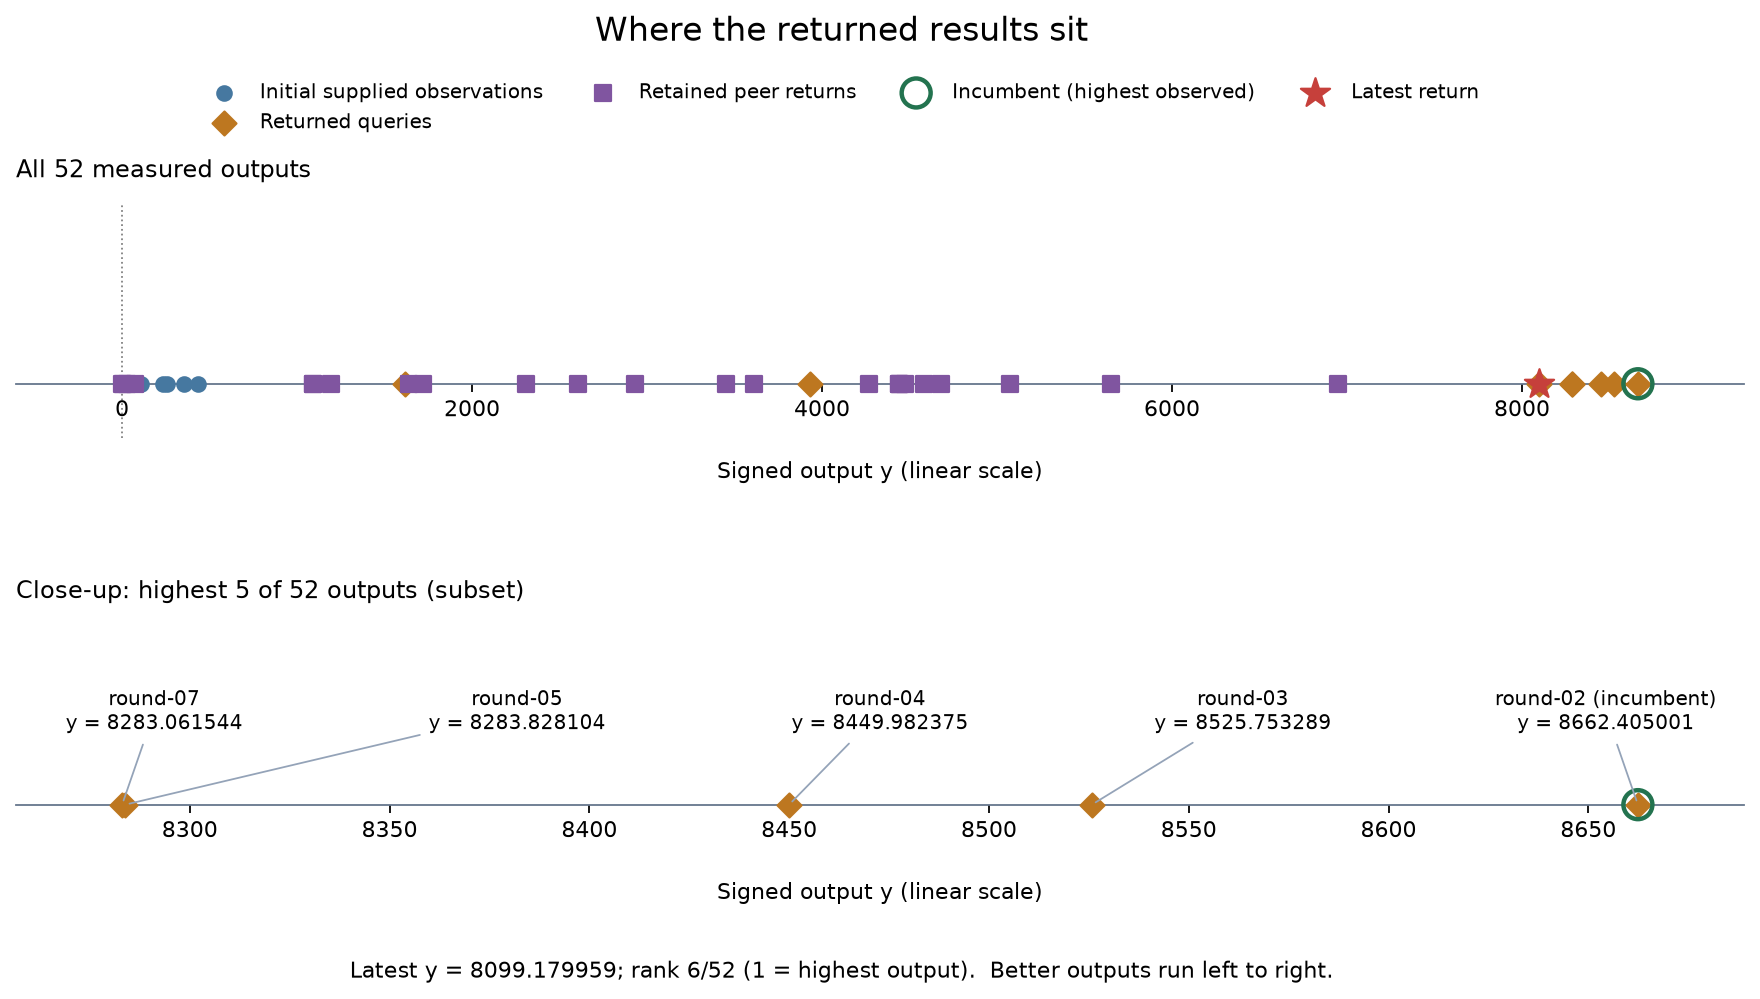 Where the returned results sit
Initial supplied observations
Returned queries
Retained peer returns
Incumbent (highest observed)
Latest return
All 52 measured outputs
0 2000 4000 6000 8000
Signed output y (linear scale)
Close-up: highest 5 of 52 outputs (subset)
round-07 round-05 round-04 round-03 round-02 (incumbent)
y = 8283.061544 y = 8283.828104 y = 8449.982375 y = 8525.753289 y = 8662.405001
8300 8350 8400 8450 8500 8550 8600 8650
Signed output y (linear scale)
Latest y = 8099.179959; rank 6/52 (1 = highest output).  Better outputs run left to right.